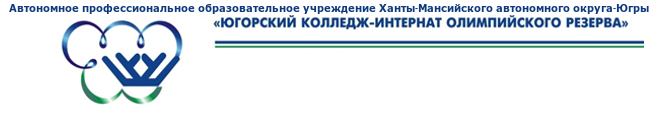 Автономное профессиональное образовательное учреждение Ханты-Мансийского автономного округа-Югры
«ЮГОРСКИЙ КОЛЛЕДЖ-ИНТЕРНАТ ОЛИМПИЙСКОГО РЕЗЕРВА»